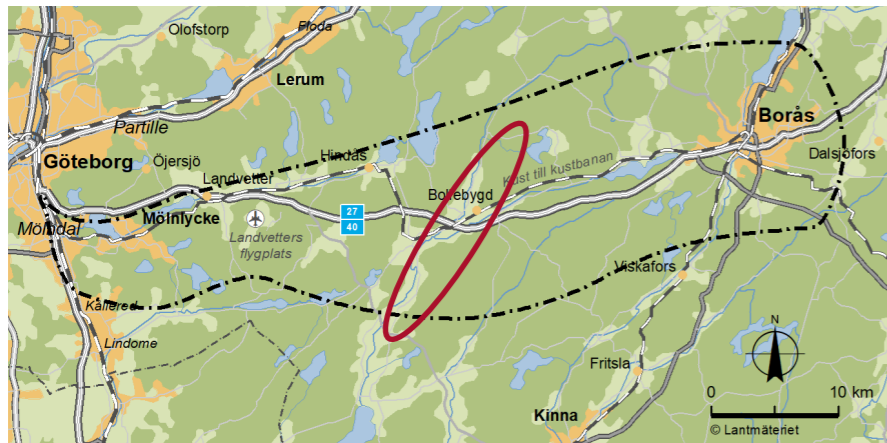 Olofstorp
Floda
Lerum
Partille
Borås
Göteborg
Öjersjö
Hindås
Dalsjöfors
Landvetter
Kust till kustbanan
Bollebygd
Mölnlycke
27
40
Mölndal
Landvetters
flygplats
Viskafors
Kållered
N
Lindome
Fritsla
0 10 km
Kinna
© Lantmäteriet